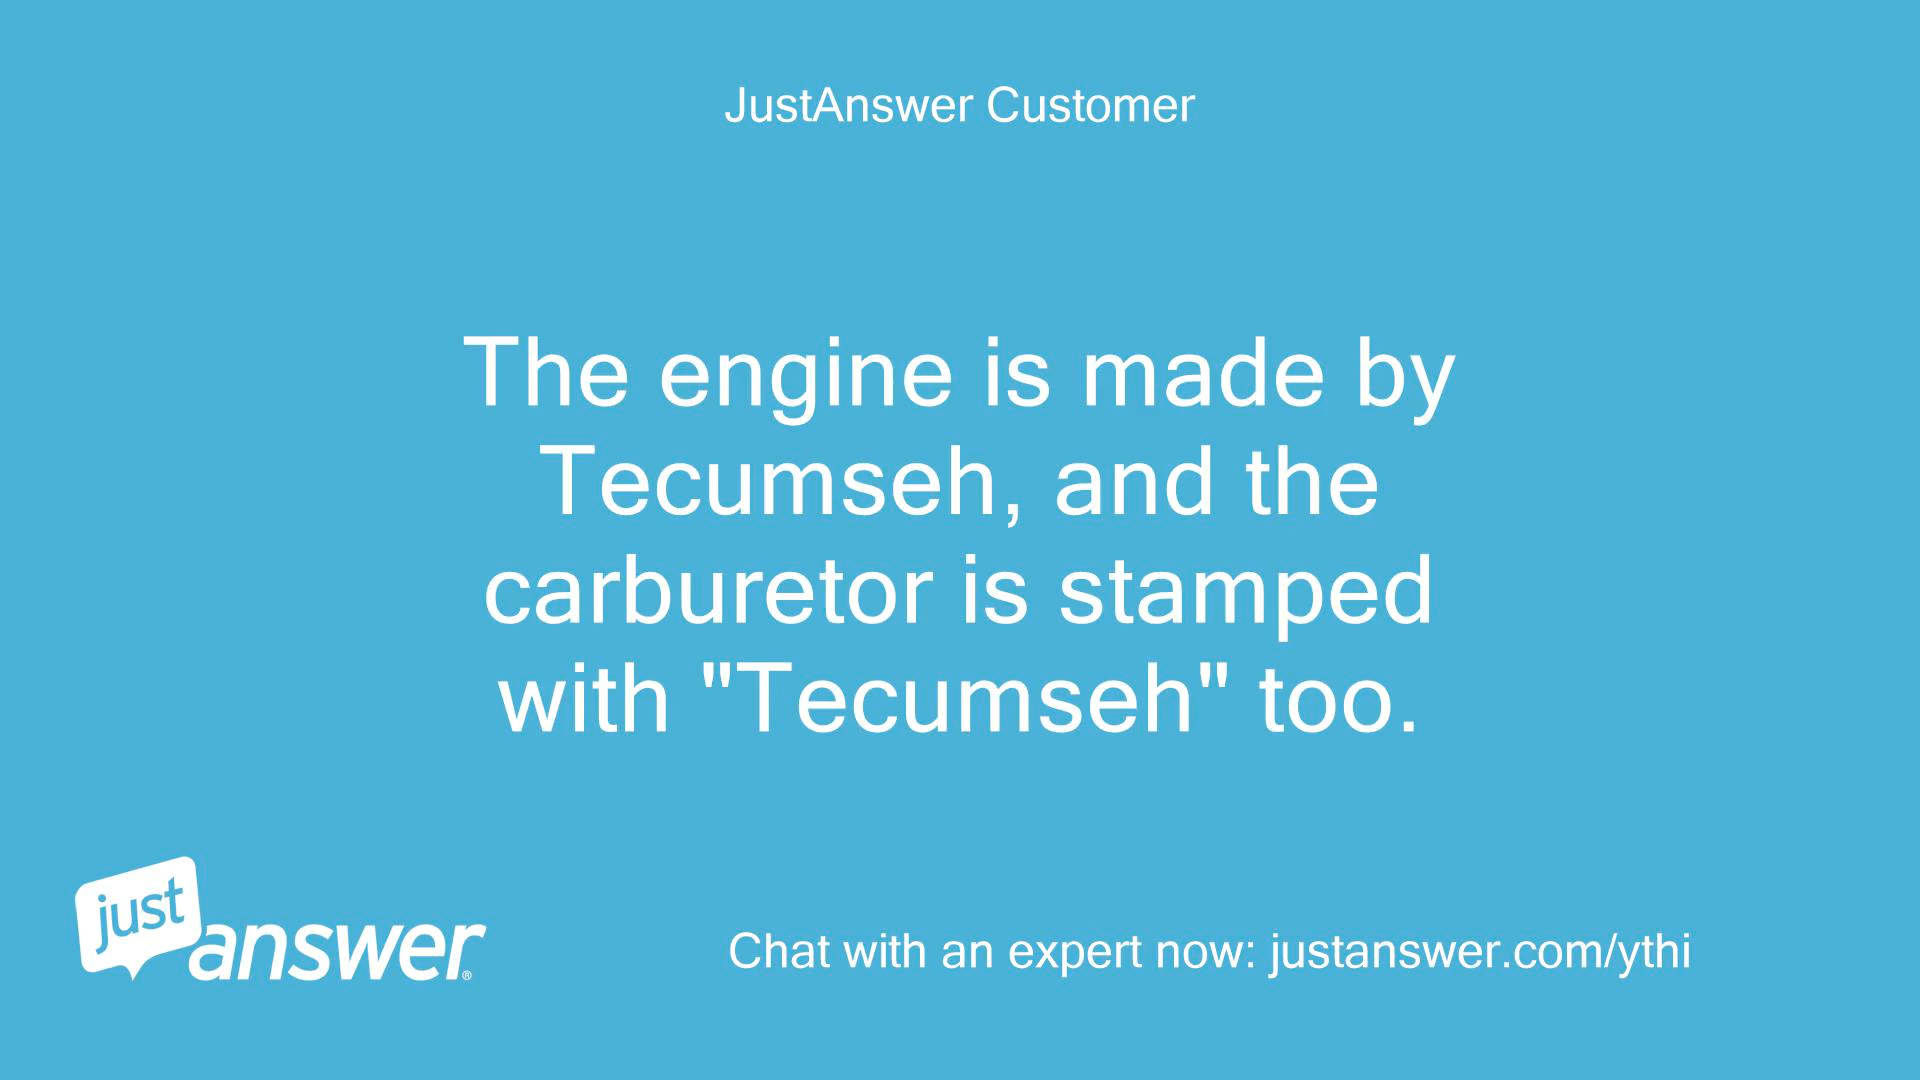 JustAnswer Customer
The engine is made by
Tecumseh, and the
carburetor is stamped
with "Tecumseh" too.
just
answer®
Chat with an expert now: justanswer.com/ythi